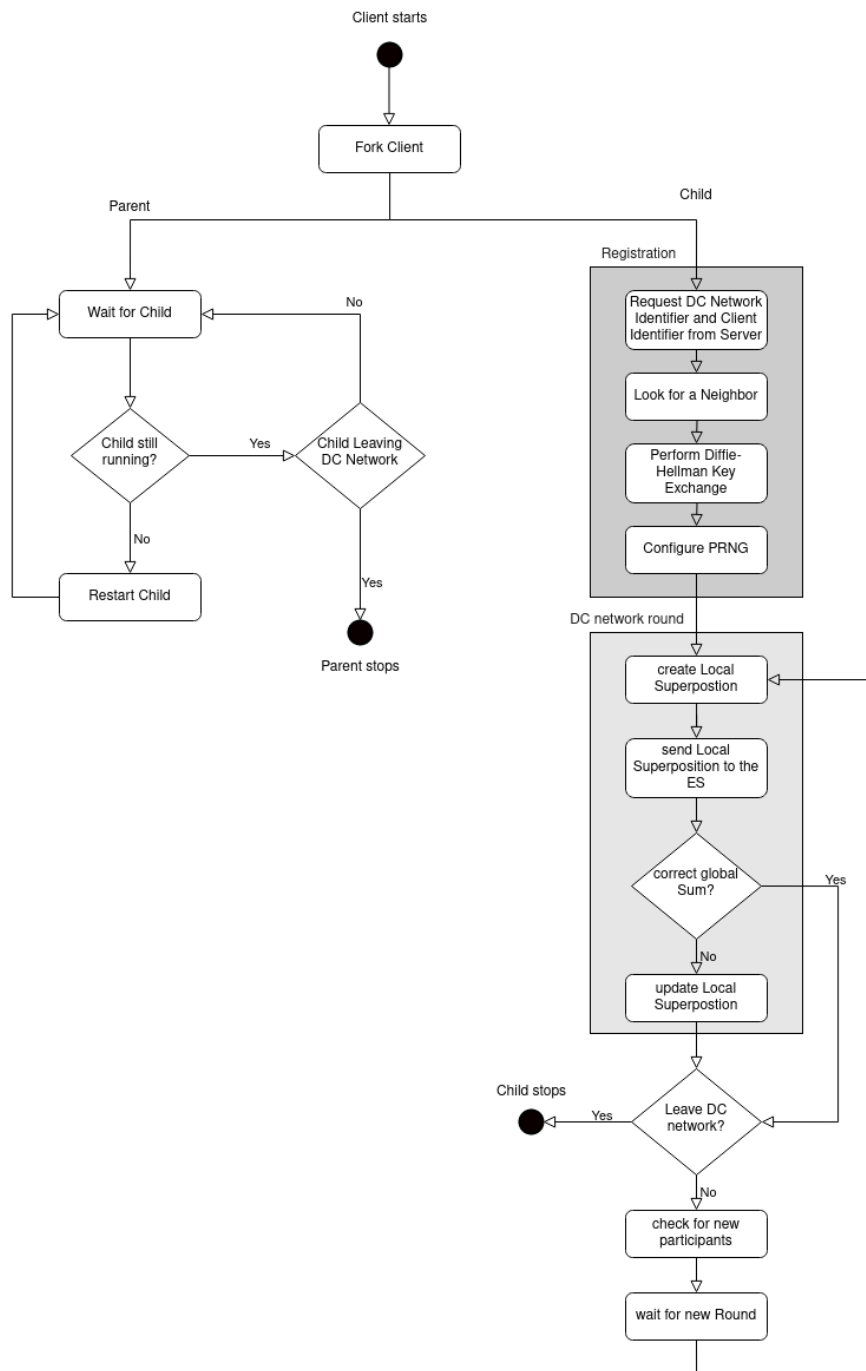 Client starts
Fork Client
Parent
Child
Registration
Wait for Child
No
Request DC Network
Identifier and Client
Identifier from Server
Look for a Neighbor
Child still
running?
Yes
Child Leaving
DC Network
Perform Diffie-
Hellman Key
Exchange
No
Configure PRNG
Restart Child
Yes
Parent stops
DC network round
create Local
Superpostion
send Local
Superposition to the
ES
correct global
Sum?
Yes
No
update Local
Superpostion
Child stops
Leave DC
network?
Yes
No
check for new
participants
wait for new Round